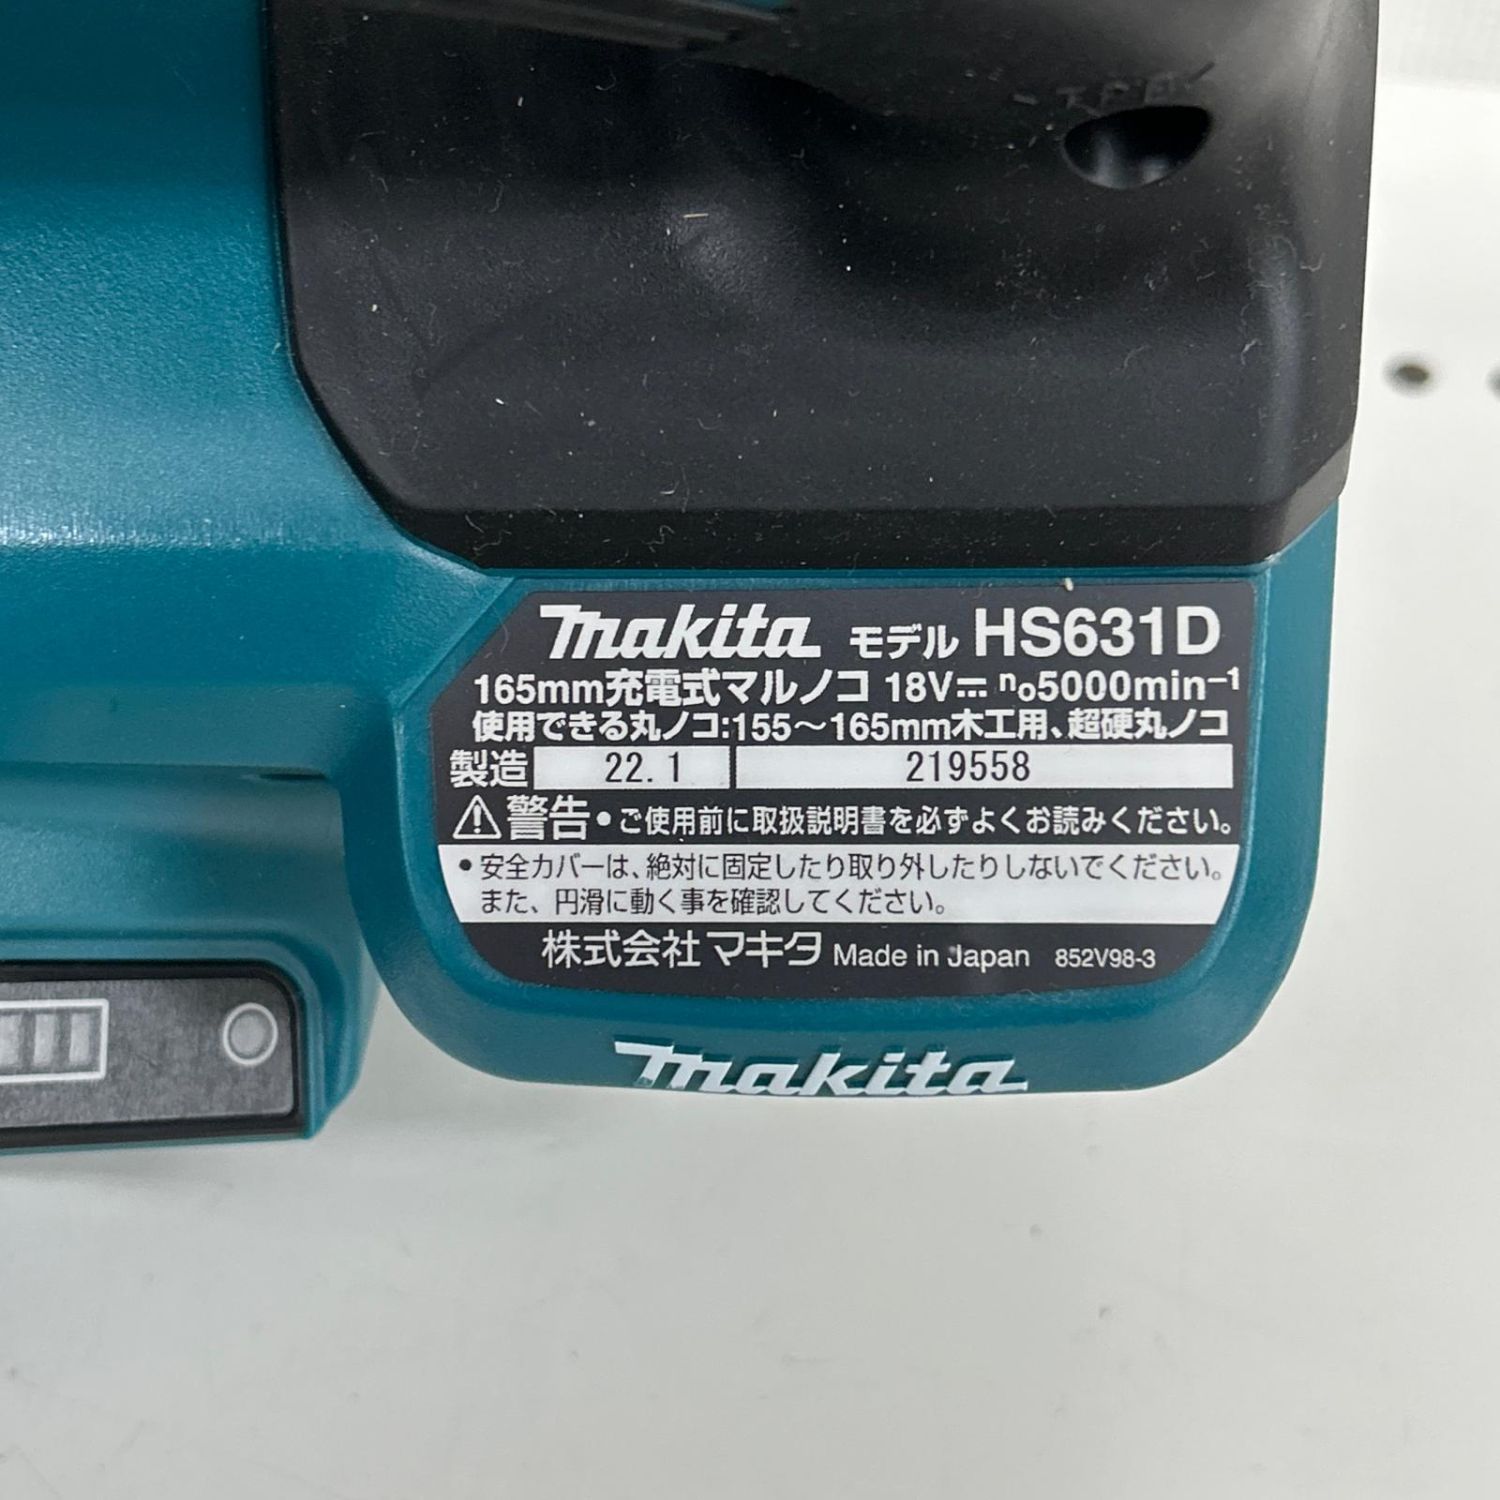 makita モデル HS631D
165mm充電式マルノコ 18V⎓ n₀5000min⁻¹
使用できる丸ノコ:155～165mm木工用、超硬丸ノコ
製造 22.1 219558
⚠警告•ご使用前に取扱説明書を必ずよくお読みください。
•安全カバーは、絶対に固定したり取り外したりしないでください。
また、円滑に動く事を確認してください。
株式会社マキタ Made in Japan 852V98-3
makita